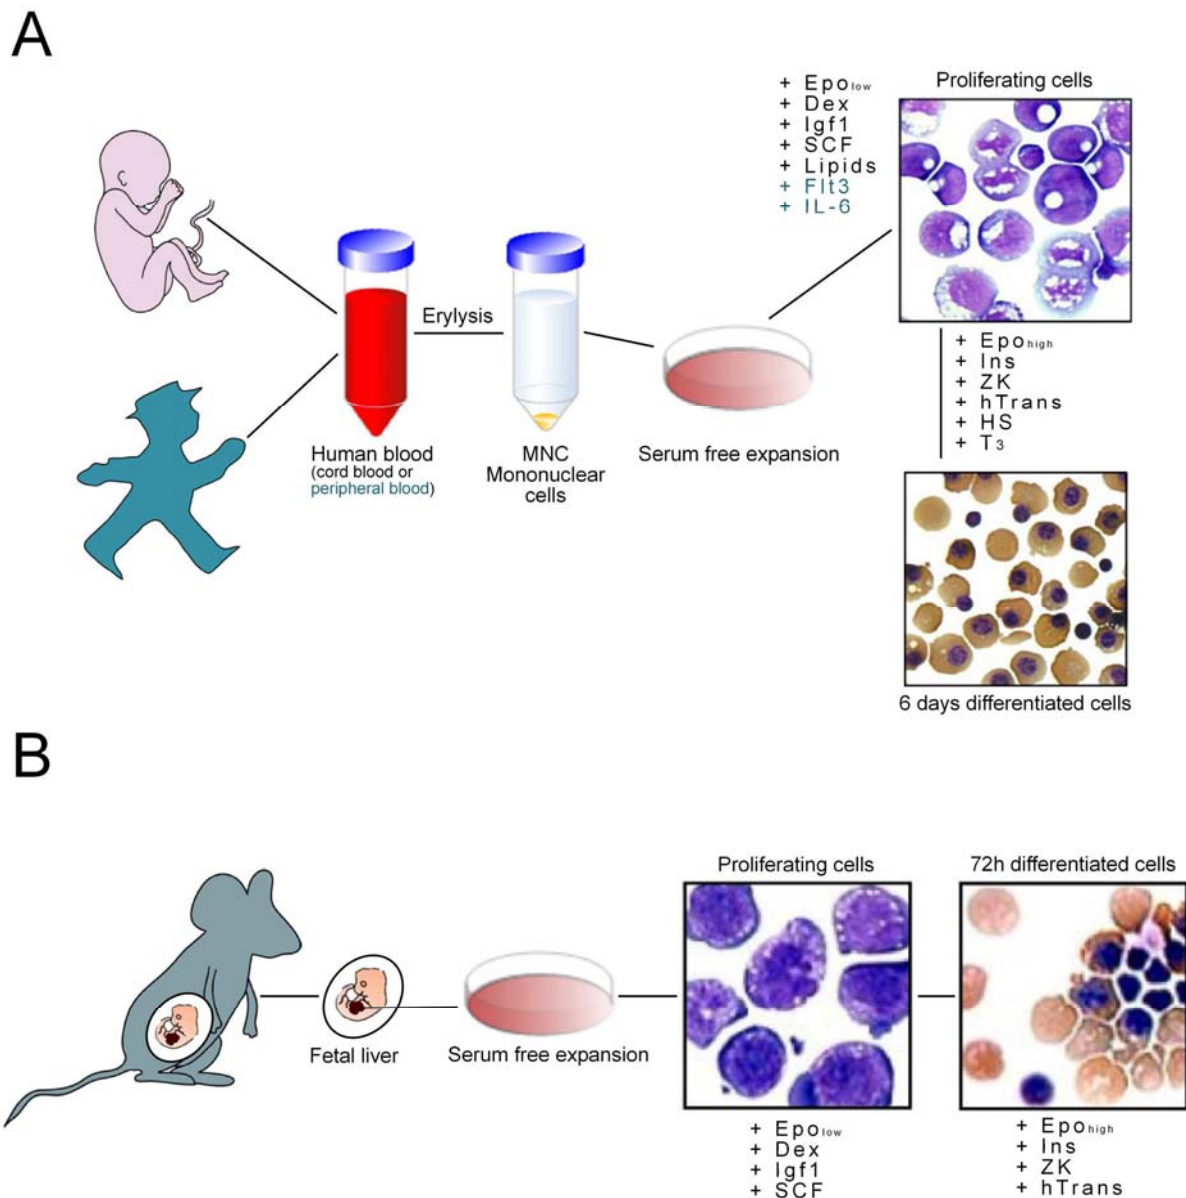 A
+ Epo low
+ Dex
+ Igf1
+ SCF
+ Lipids
+ Flt3
+ IL-6
Proliferating cells
Erylysis
Human blood
(cord blood or
peripheral blood)
MNC
Mononuclear
cells
Serum free expansion
+ Epo high
+ Ins
+ ZK
+ hTrans
+ HS
+ T3
6 days differentiated cells
B
Proliferating cells
72h differentiated cells
Fetal liver
Serum free expansion
+ Epo low
+ Dex
+ Igf1
+ SCF
+ Epo high
+ Ins
+ ZK
+ hTrans